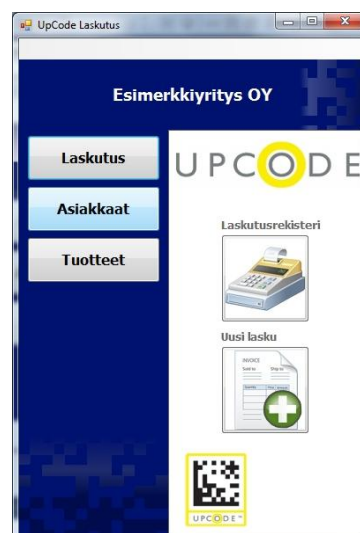 UpCode Laskutus
Esimerkkiyritys OY
Laskutus
Asiakkaat
Tuotteet
UPCODE
Laskutusrekisteri
Uusi lasku
INVOICE
UPCODE